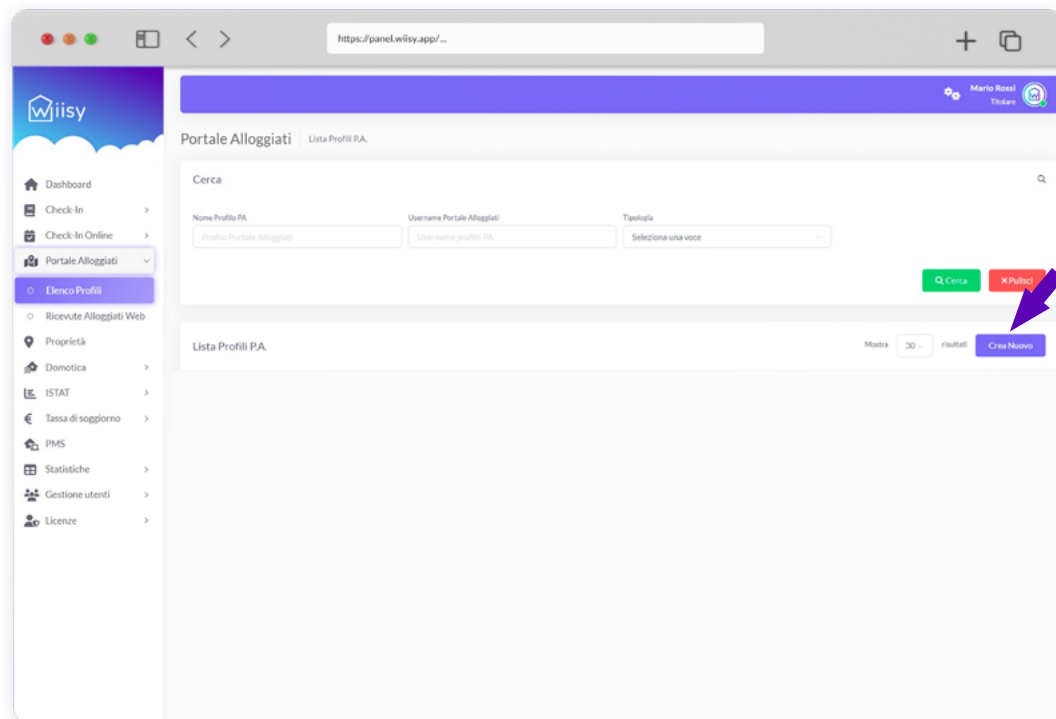 https://panel.wiisy.app/...
Wiisy
Mario Rossi
Titolare
Portale Alloggiati
Lista Profili P.A.
Dashboard
Check-In
Check-In Online
Portale Alloggiati
Elenco Profili
Ricevute Alloggiati Web
Proprietà
Domotica
ISTAT
Tassa di soggiorno
PMS
Statistiche
Gestione utenti
Licenze
Cerca
Nome Profilo PA
Username Portale Alloggiati
Tipologia
Profilo Portale Alloggiati
Username profilo PA
Seleziona una voce
Cerca
Pulisci
Lista Profili P.A.
Mostra 30 risultati
Crea Nuovo